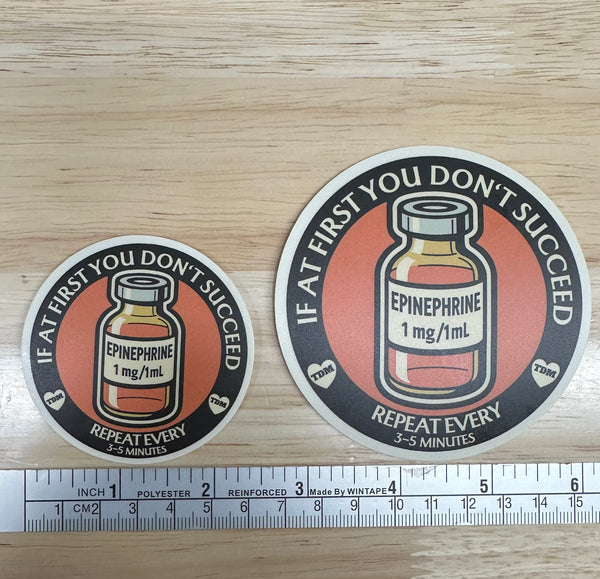 IF AT FIRST YOU DON'T SUCCEED
EPINEPHRINE
1 mg/1mL
TDM
TDM
REPEAT EVERY
3-5 MINUTES
IF AT FIRST YOU DON'T SUCCEED
EPINEPHRINE
1 mg/1mL
TDM
TDM
REPEAT EVERY
3-5 MINUTES
INCH 1 POLYESTER 2 REINFORCED 3 Made By WINTAPE 4 5 6
1 CM2 3 4 5 6 7 8 9 10 11 12 13 14 15